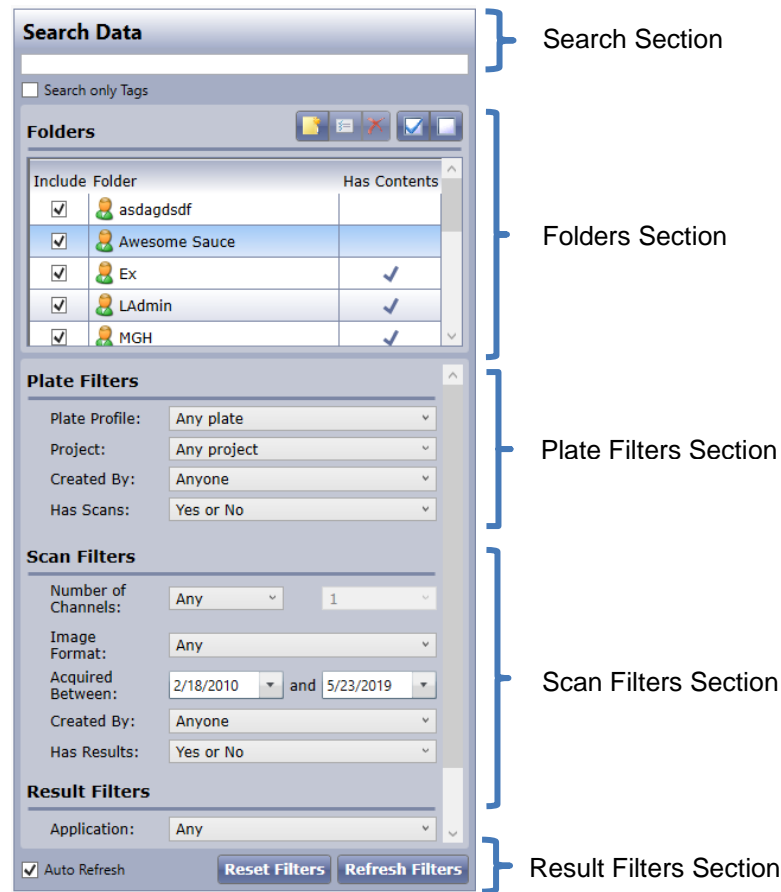 Search Data
Search Section
Search only Tags
Folders
Include Folder Has Contents
asdagdsdf
Awesome Sauce
Folders Section
Ex
LAdmin
MGH
Plate Filters
Plate Profile: Any plate
Project: Any project
Plate Filters Section
Created By: Anyone
Has Scans: Yes or No
Scan Filters
Number of
Channels: Any 1
Image
Format: Any
Acquired
Between: 2/18/2010 and 5/23/2019
Scan Filters Section
Created By: Anyone
Has Results: Yes or No
Result Filters
Application: Any
Auto Refresh Reset Filters Refresh Filters
Result Filters Section